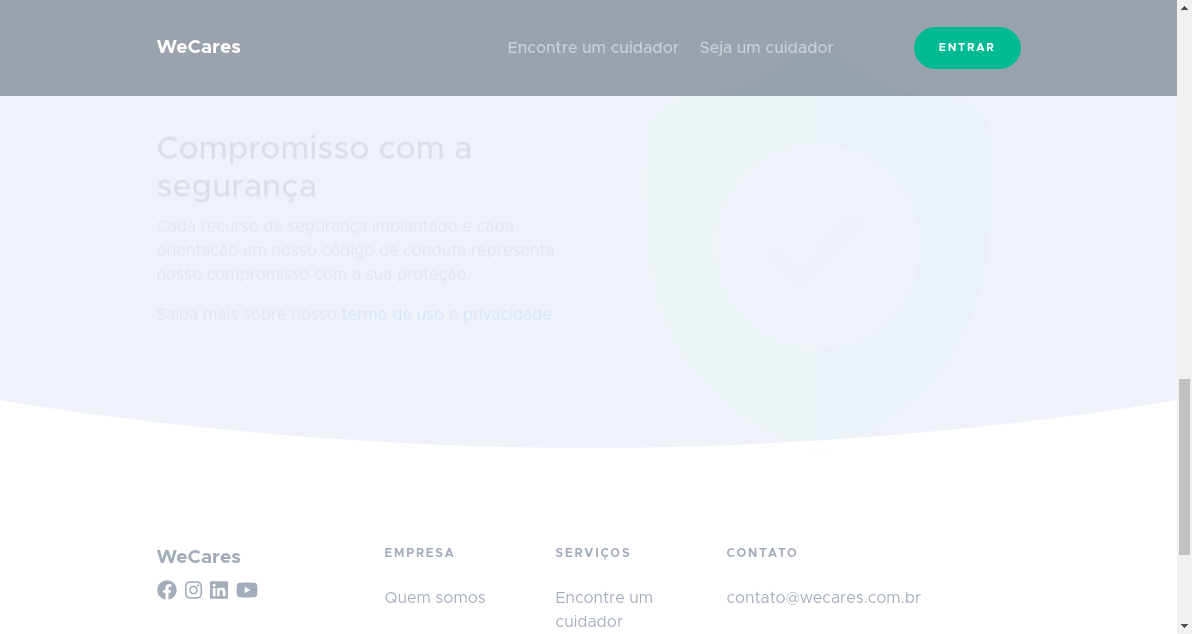 WeCares
Encontre um cuidador
Seja um cuidador
ENTRAR
Compromisso com a
segurança
Cada recurso de segurança implantado e cada
orientação em nosso código de conduta representa
nosso compromisso com a sua proteção.
Saiba mais sobre nosso termo de uso e privacidade
WeCares
EMPRESA
Quem somos
SERVIÇOS
Encontre um
cuidador
CONTATO
contato@wecares.com.br